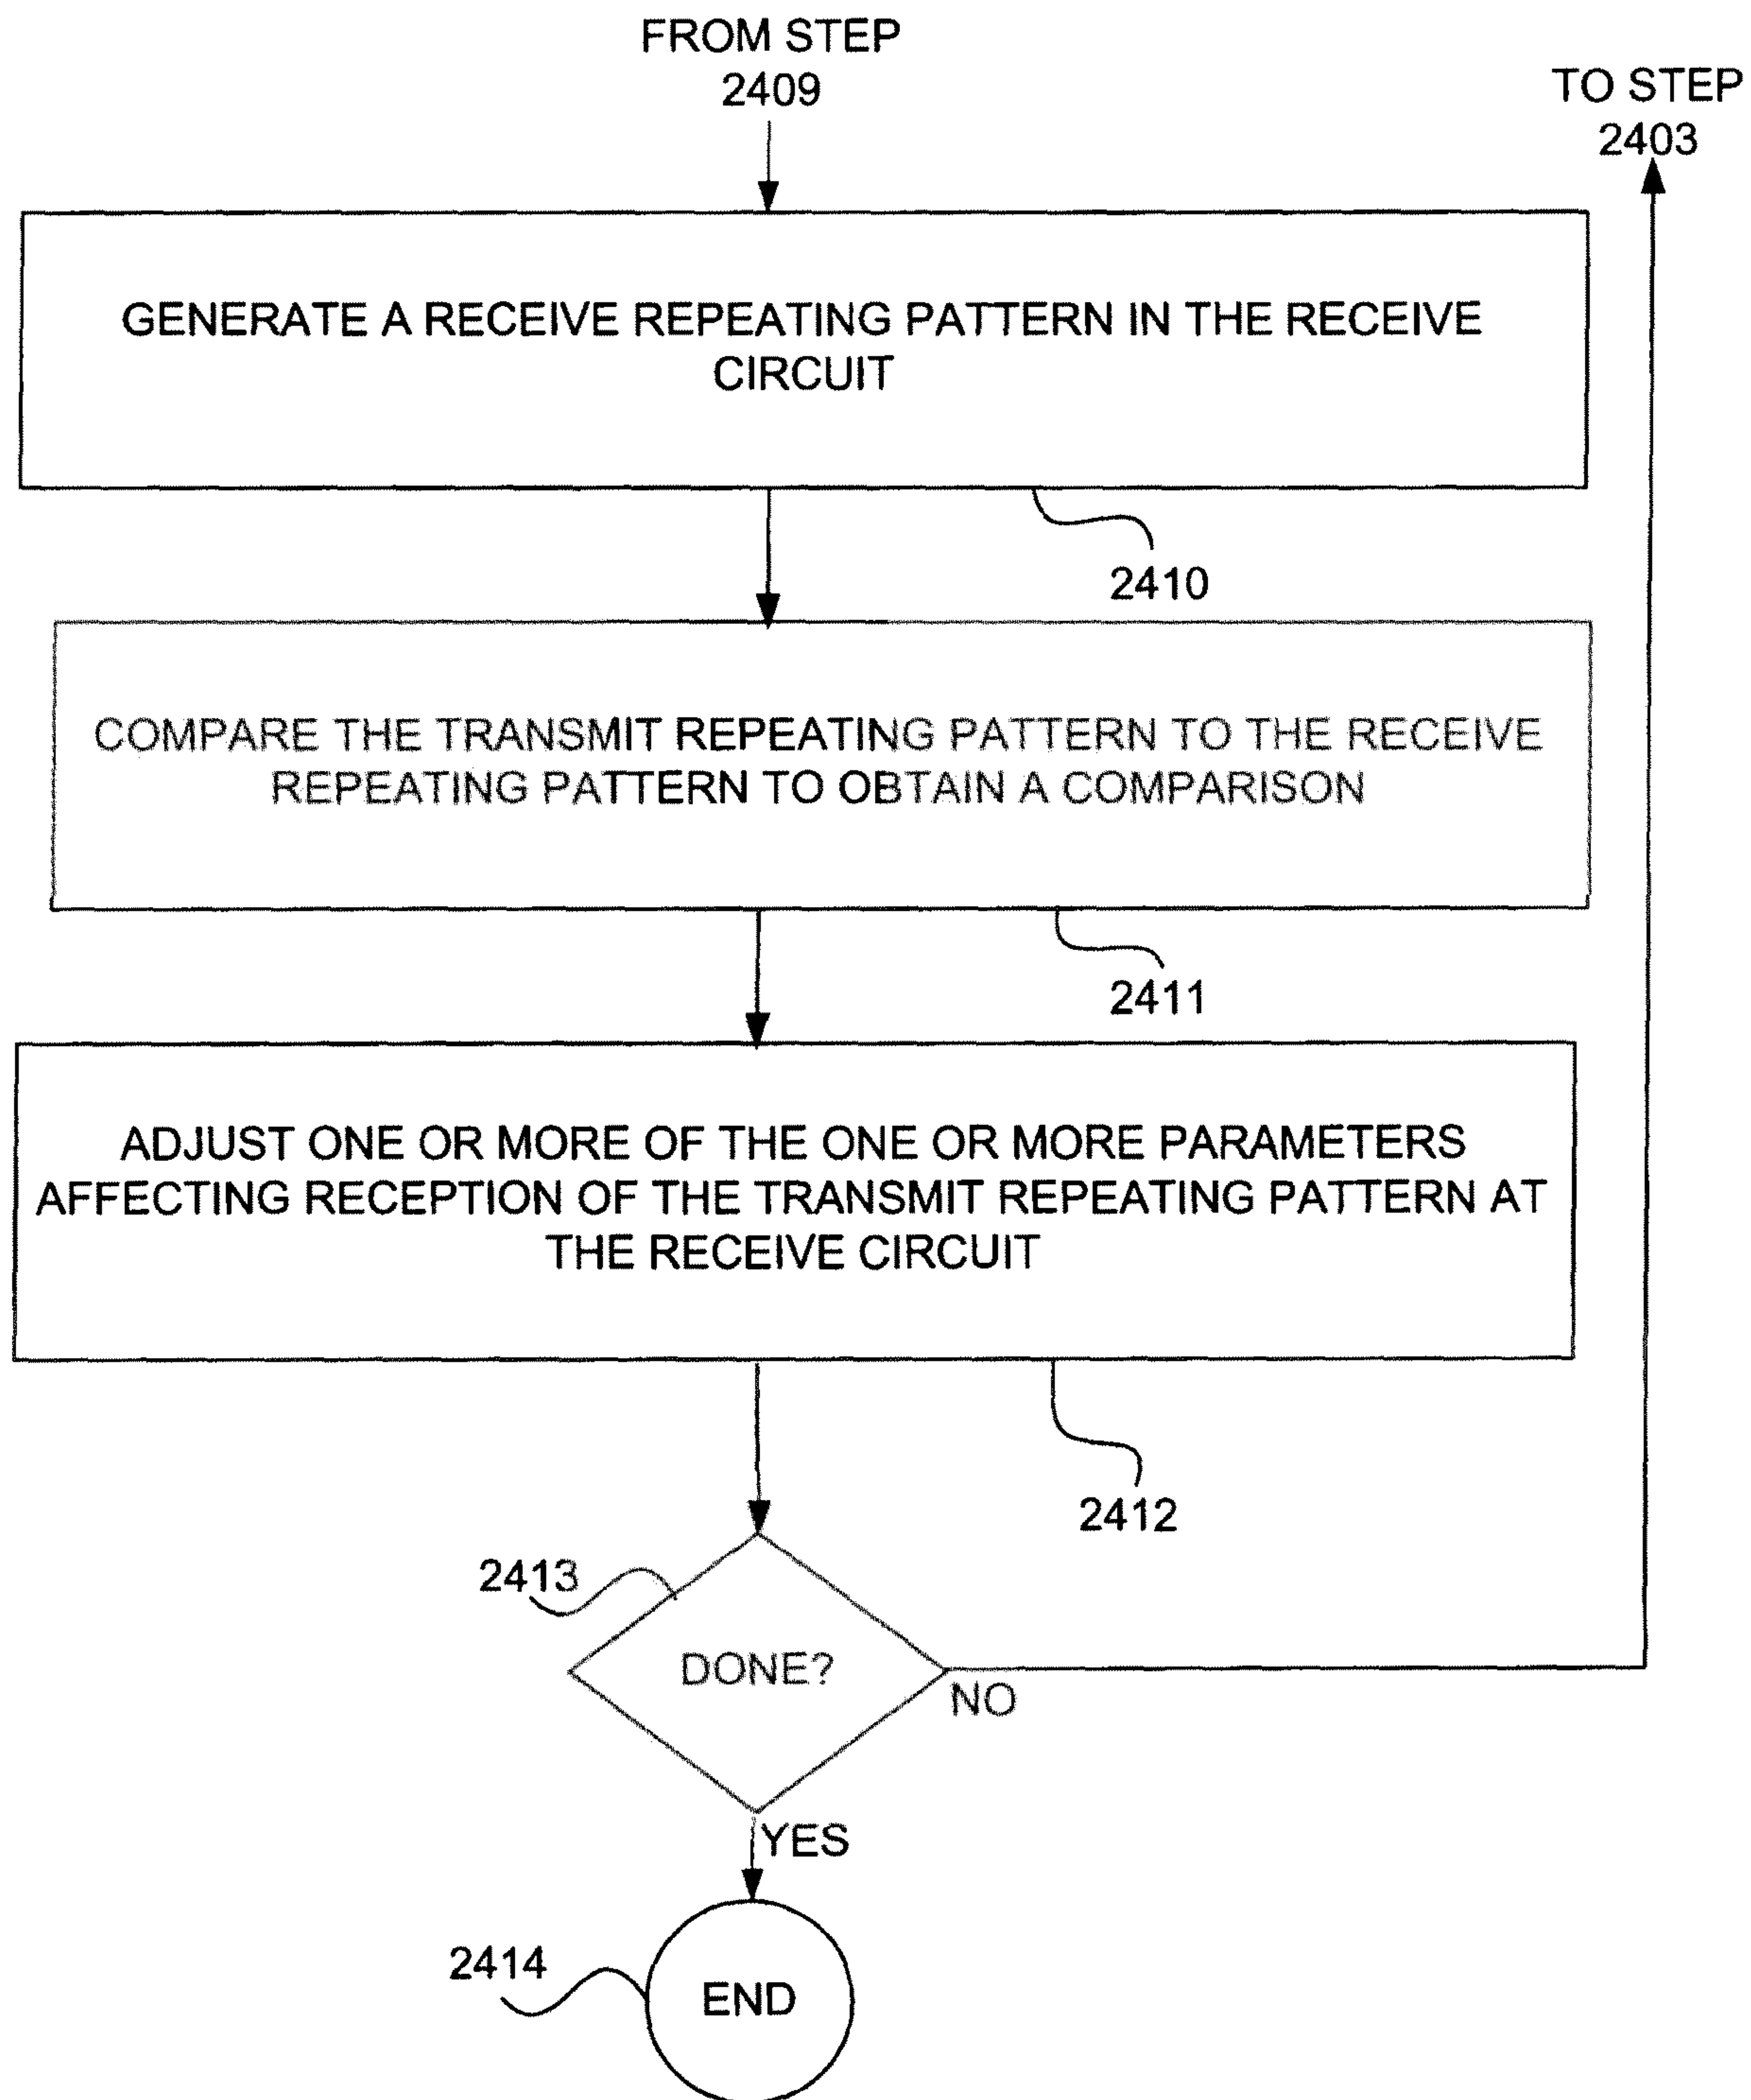 FROM STEP
2409
TO STEP
2403
GENERATE A RECEIVE REPEATING PATTERN IN THE RECEIVE
CIRCUIT
2410
COMPARE THE TRANSMIT REPEATING PATTERN TO THE RECEIVE
REPEATING PATTERN TO OBTAIN A COMPARISON
2411
ADJUST ONE OR MORE OF THE ONE OR MORE PARAMETERS
AFFECTING RECEPTION OF THE TRANSMIT REPEATING PATTERN AT
THE RECEIVE CIRCUIT
2412
2413
DONE?
NO
YES
2414
END